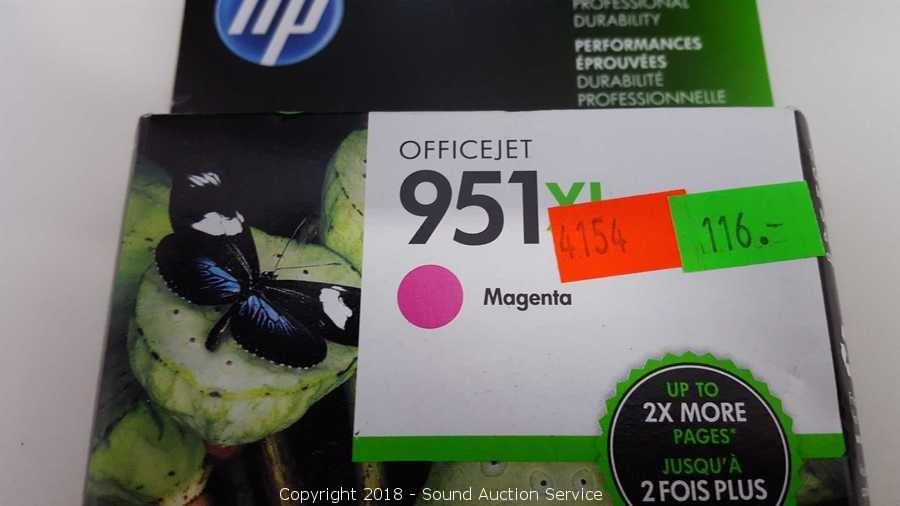 hp
PROFESSIONAL
DURABILITY
PERFORMANCES
ÉPROUVÉES
DURABILITÉ
PROFESSIONNELLE
OFFICEJET
951XL
4154
116.-
Magenta
UP TO
2X MORE
PAGES*
JUSQU'À
2 FOIS PLUS
Copyright 2018 - Sound Auction Service